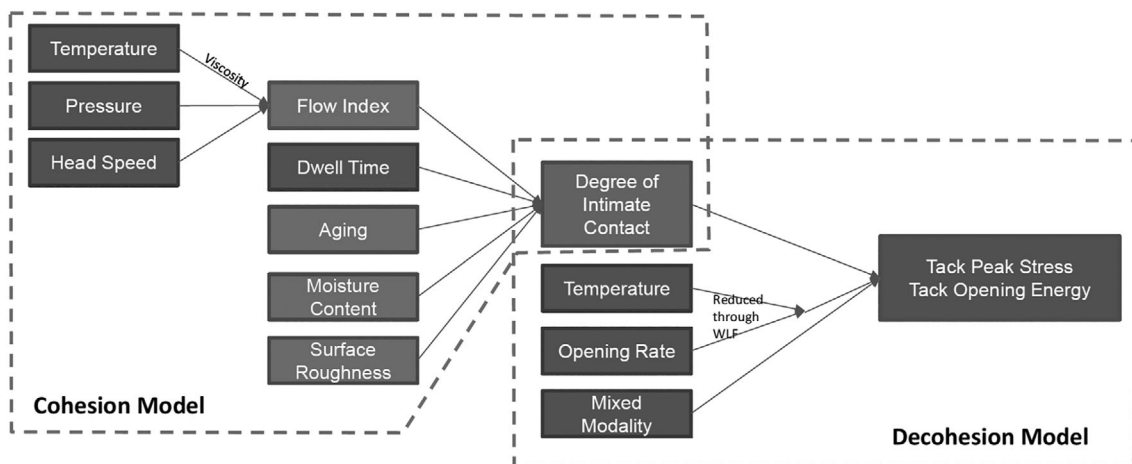 Temperature
Viscosity
Pressure
Head Speed
Flow Index
Dwell Time
Aging
Moisture
Content
Surface
Roughness
Cohesion Model
Degree of
Intimate
Contact
Temperature
Opening Rate
Mixed
Modality
Reduced
through
WLF
Tack Peak Stress
Tack Opening Energy
Decohesion Model